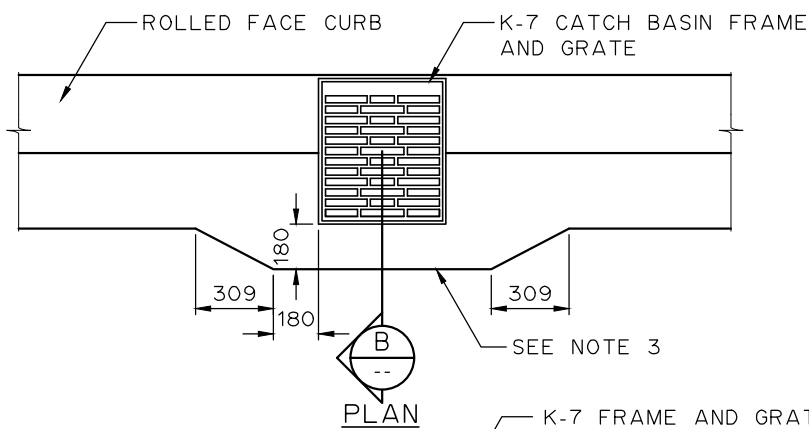 ROLLED FACE CURB
K-7 CATCH BASIN FRAME
AND GRATE
180
309
180
309
B
--
SEE NOTE 3
PLAN
K-7 FRAME AND GRAT